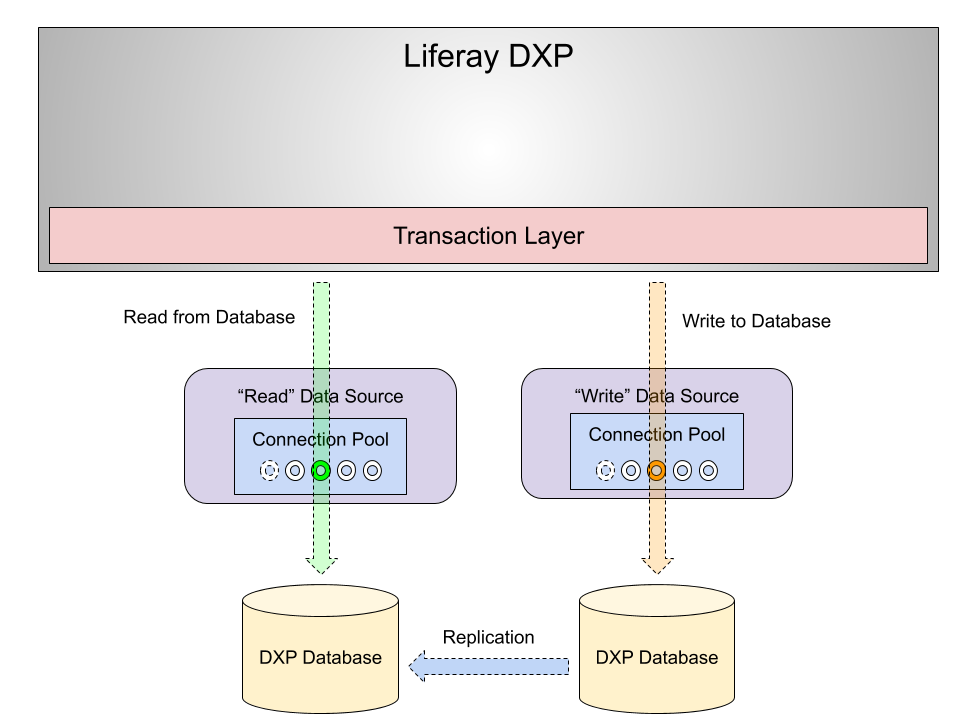 Liferay DXP
Transaction Layer
Read from Database
Write to Database
“Read” Data Source
“Write” Data Source
Connection Pool
Connection Pool
Replication
DXP Database
DXP Database